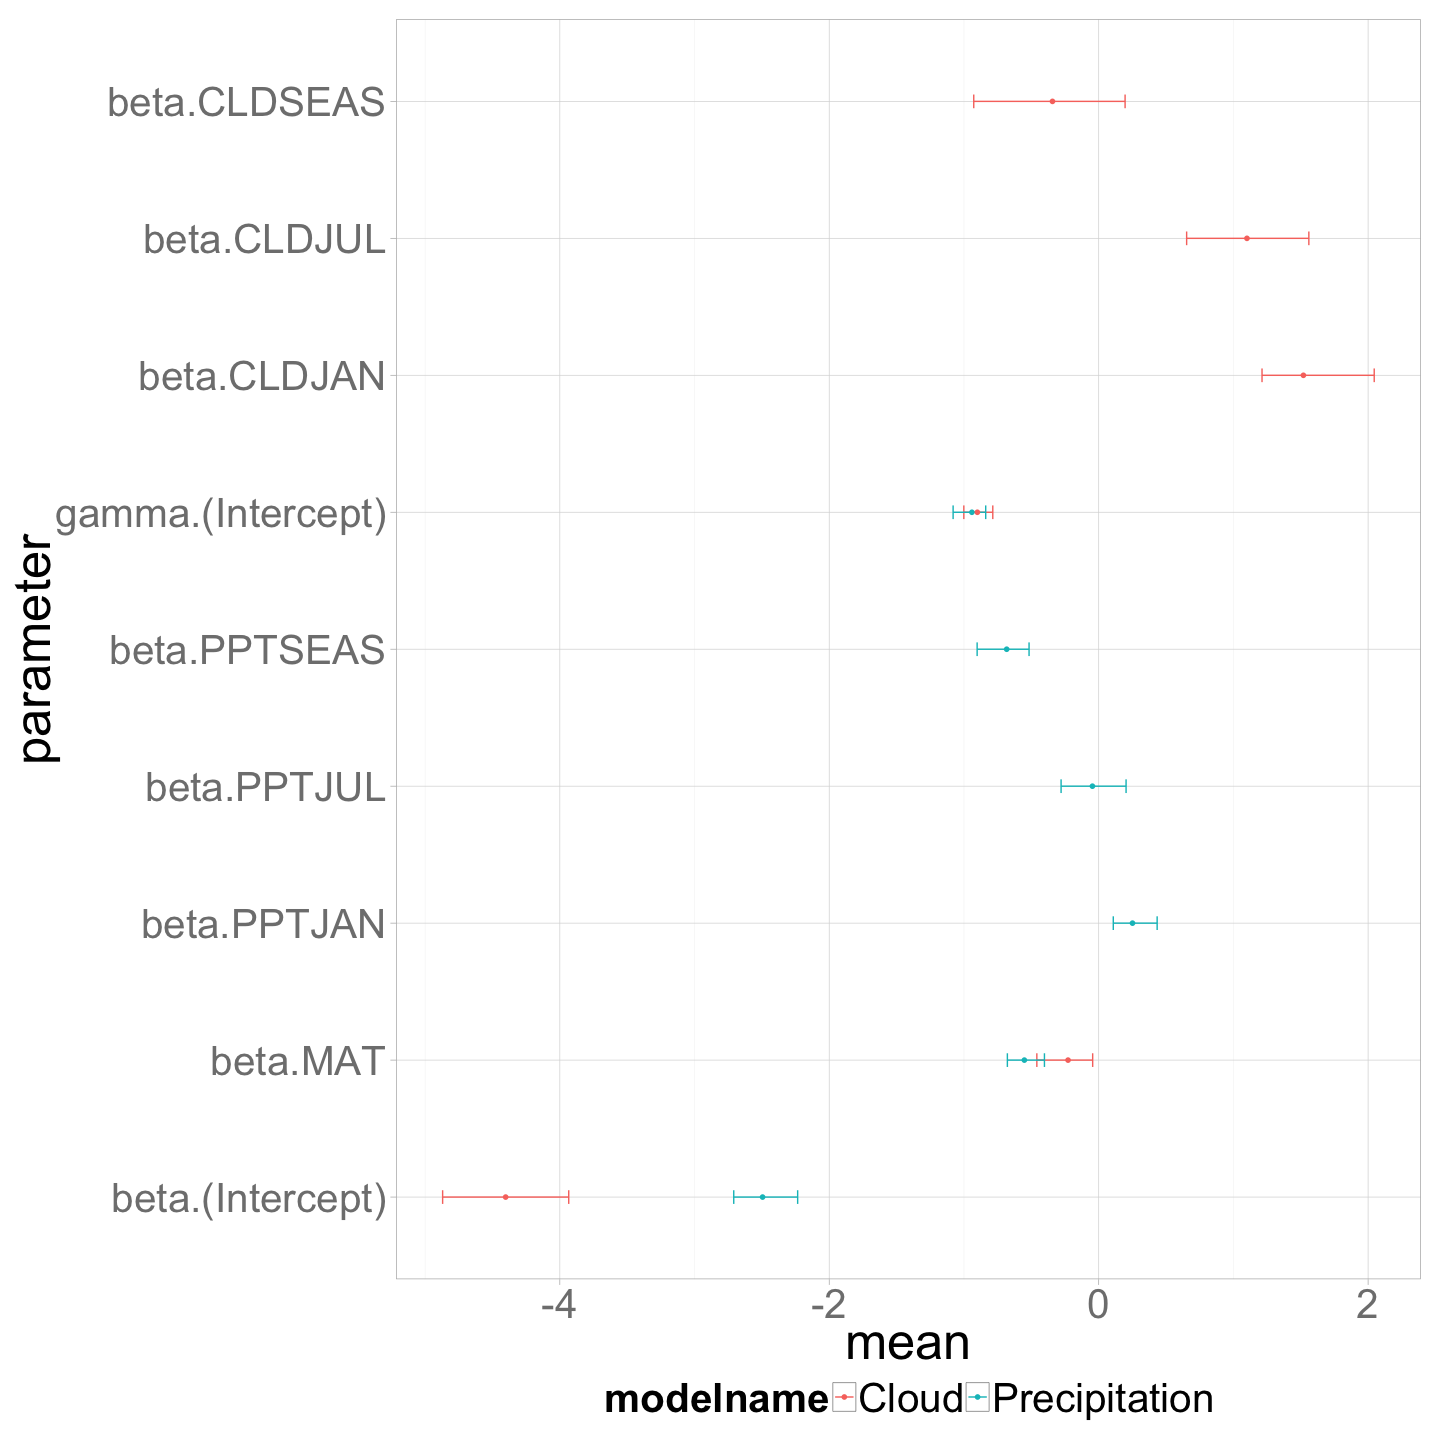 beta.CLDSEAS
beta.CLDJUL
beta.CLDJAN
gamma.(Intercept)
beta.PPTSEAS
beta.PPTJUL
beta.PPTJAN
beta.MAT
beta.(Intercept)
parameter
-4 -2 0 2
mean
modelname Cloud Precipitation